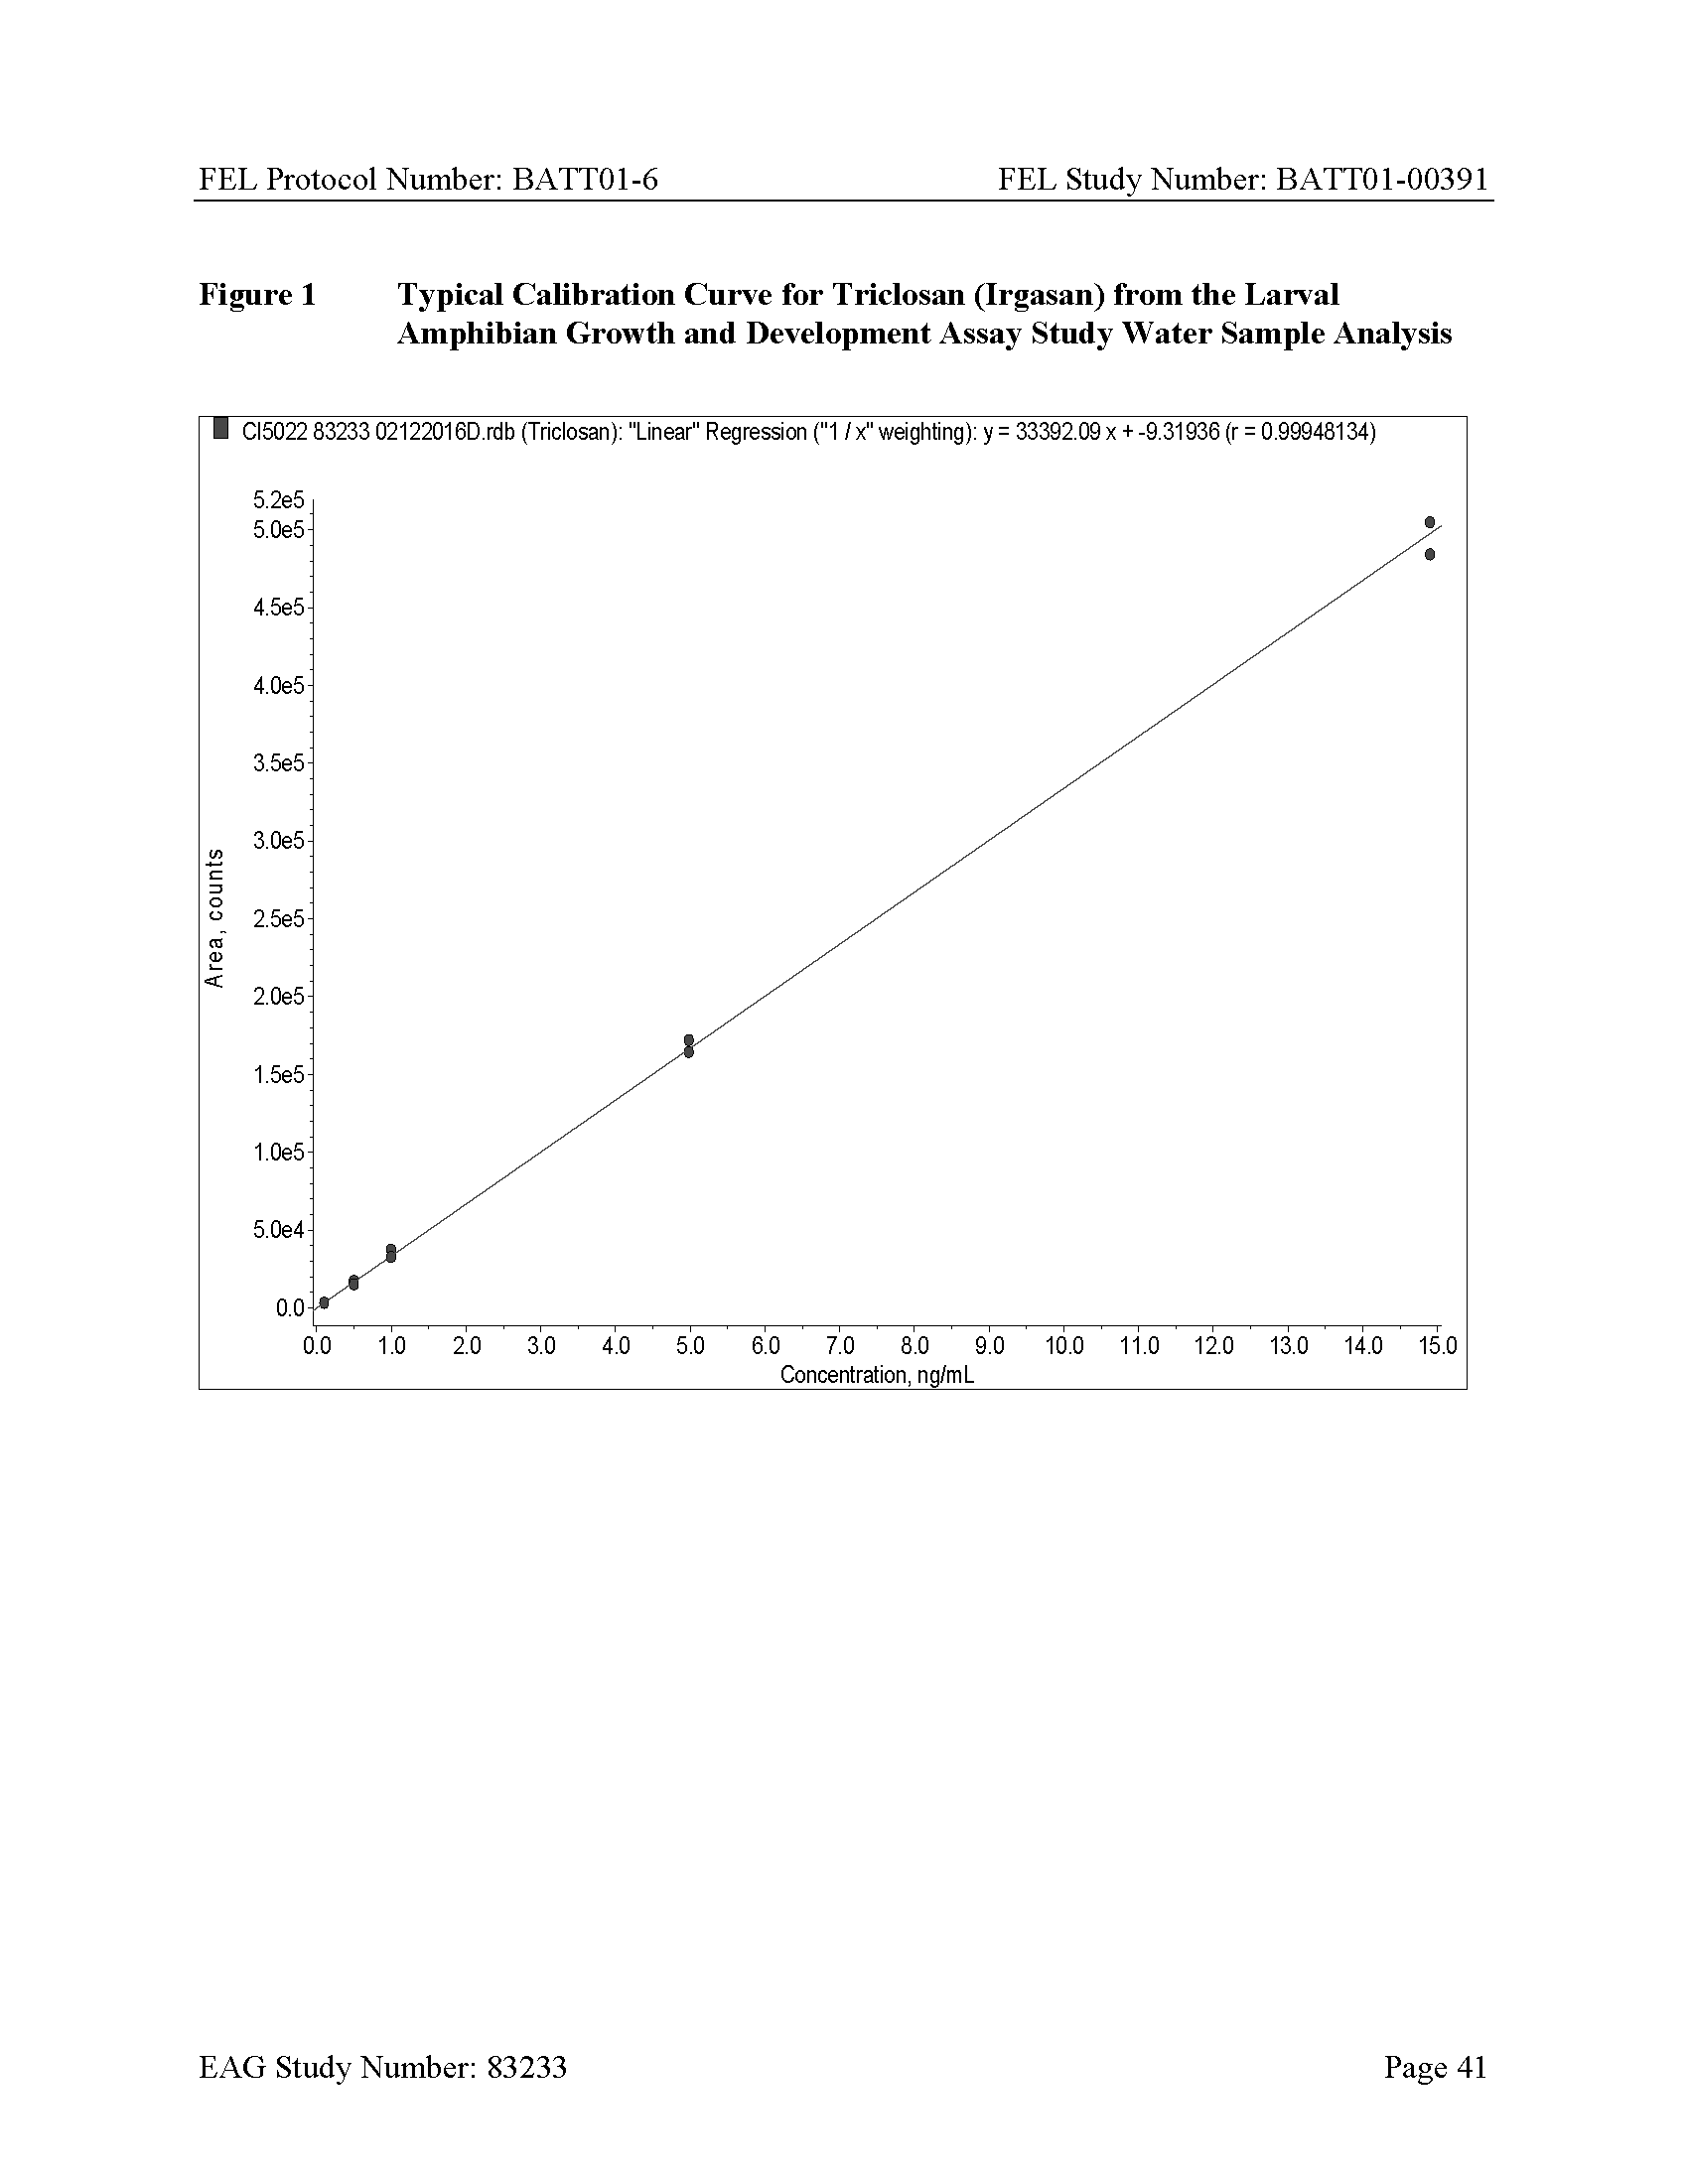 FEL Protocol Number: BATT01-6 FEL Study Number: BATT01-00391
Figure 1 Typical Calibration Curve for Triclosan (Irgasan) from the Larval
Amphibian Growth and Development Assay Study Water Sample Analysis
CI5022 83233 02122016D.rdb (Triclosan): "Linear" Regression ("1 / x" weighting): y = 33392.09 x + -9.31936 (r = 0.99948134)
5.2e5
5.0e5
4.5e5
4.0e5
3.5e5
3.0e5
2.5e5
2.0e5
1.5e5
1.0e5
5.0e4
0.0
Area, counts
0.0 1.0 2.0 3.0 4.0 5.0 6.0 7.0 8.0 9.0 10.0 11.0 12.0 13.0 14.0 15.0
Concentration, ng/mL
EAG Study Number: 83233 Page 41